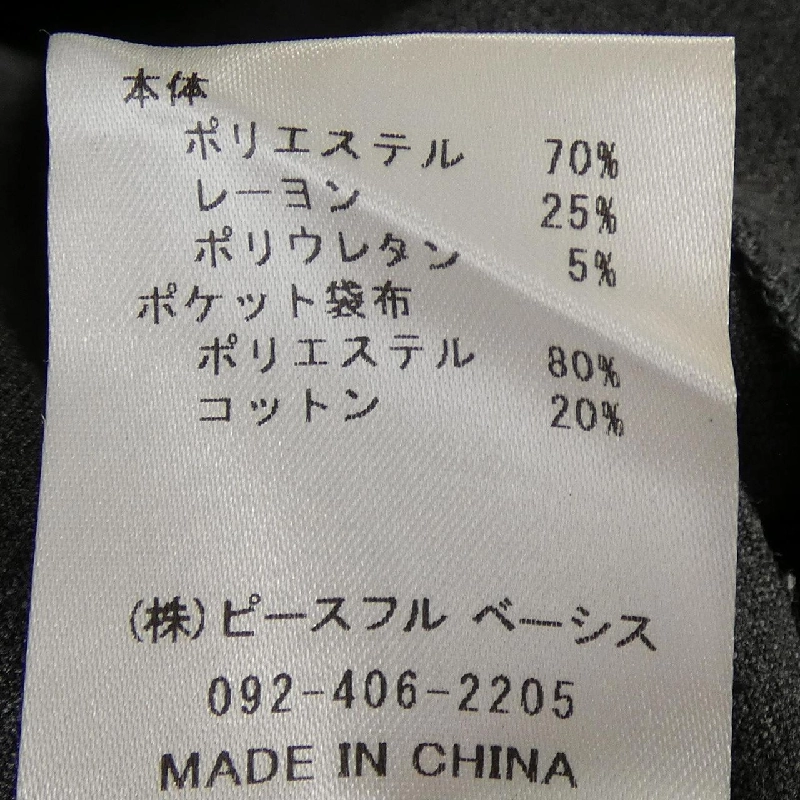 本体
ポリエステル 70%
レーヨン 25%
ポリウレタン 5%
ポケット袋布
ポリエステル 80%
コットン 20%
(株)ピースフル ベーシス
092-406-2205
MADE IN CHINA